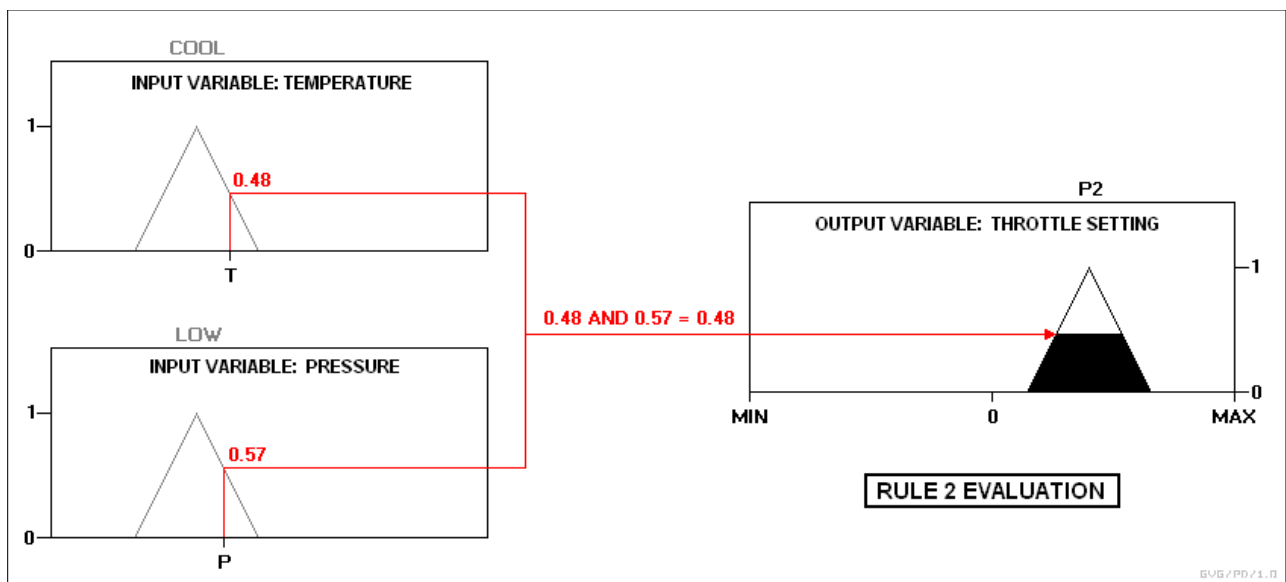 COOL
INPUT VARIABLE: TEMPERATURE
1
0.48
0
T
LOW
INPUT VARIABLE: PRESSURE
1
0.57
0
P
0.48 AND 0.57 = 0.48
P2
OUTPUT VARIABLE: THROTTLE SETTING
1
0
MIN
0
MAX
RULE 2 EVALUATION
GVG/PD/1.0